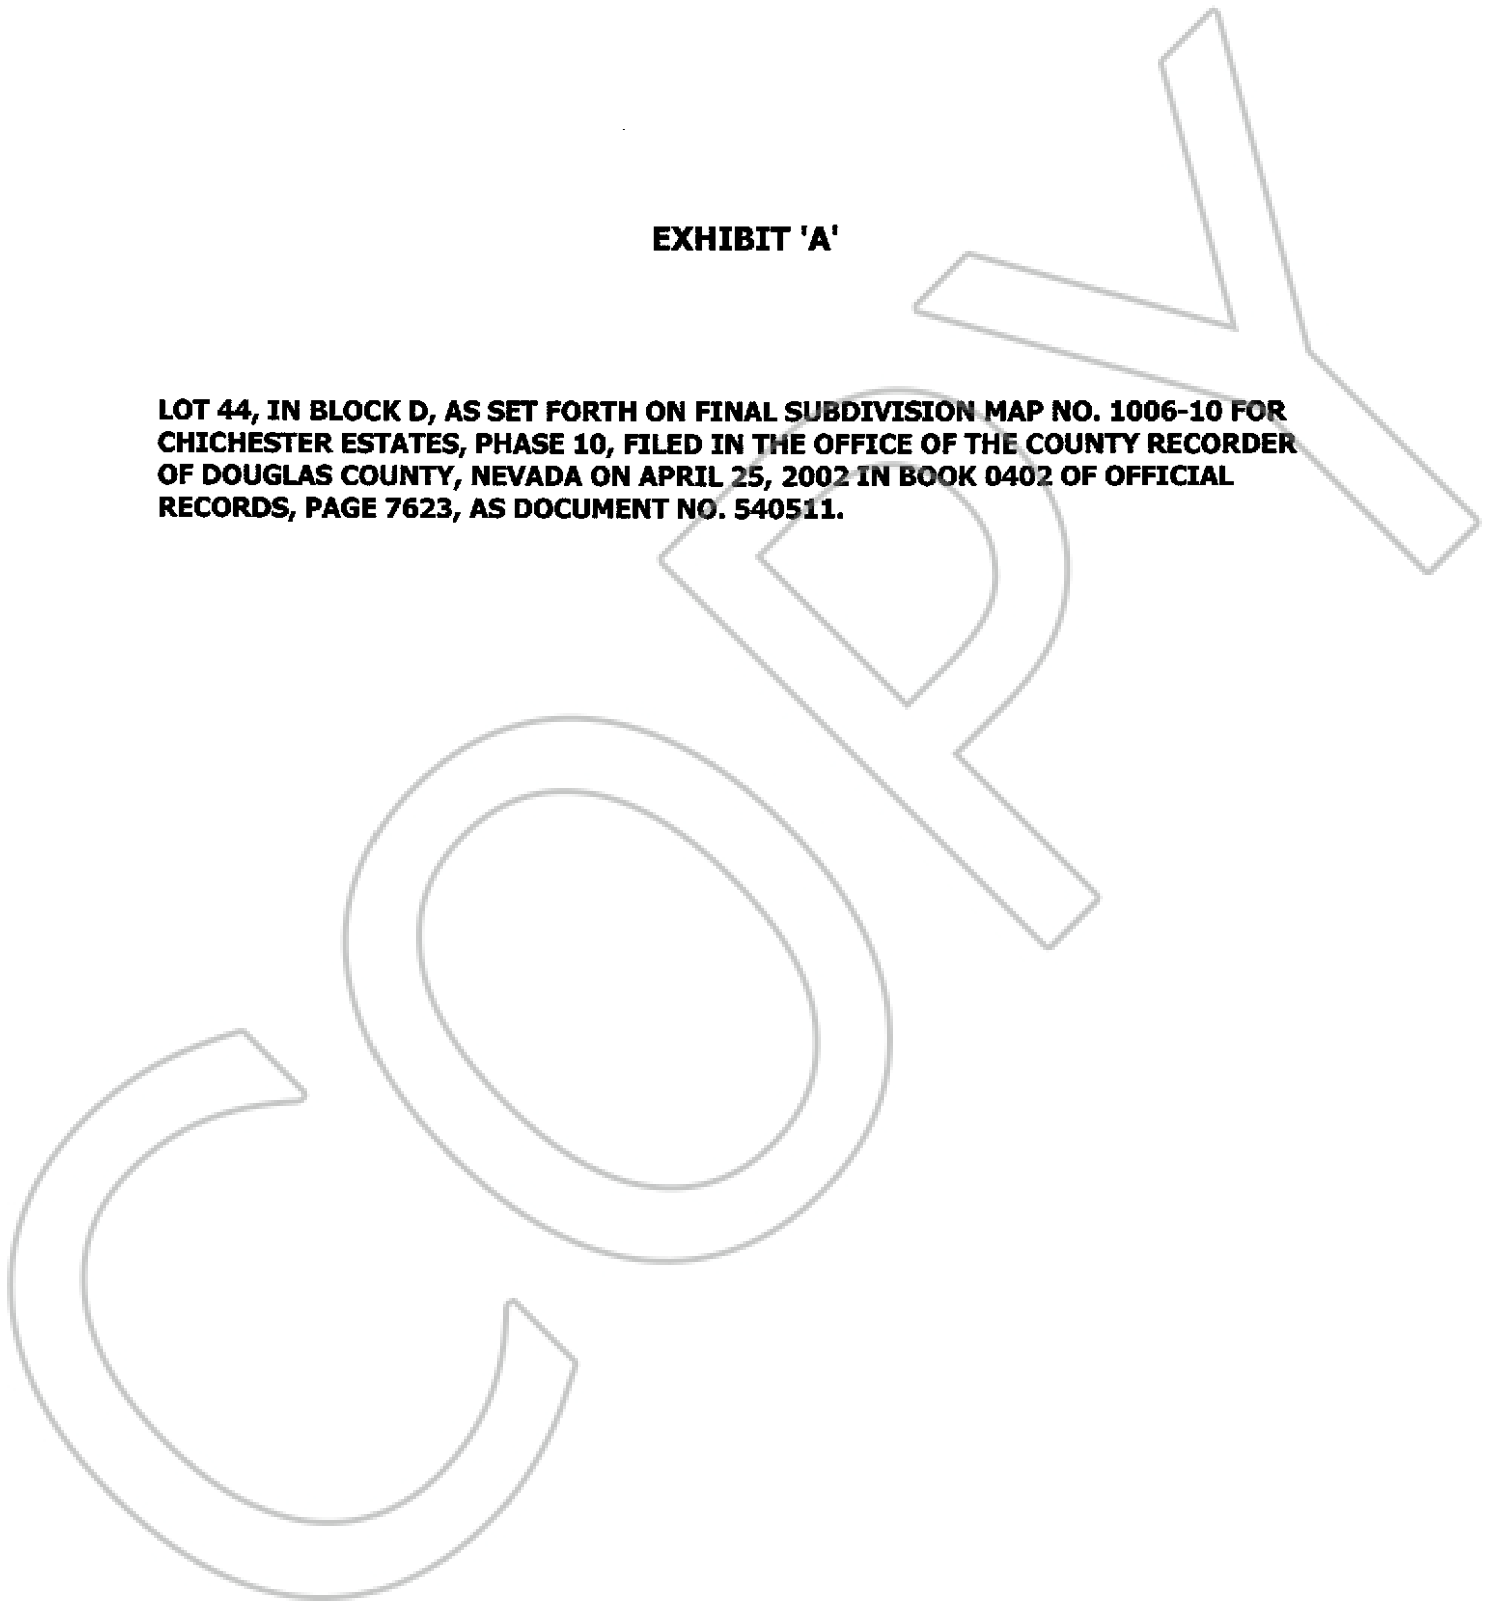 EXHIBIT 'A'
LOT 44, IN BLOCK D, AS SET FORTH ON FINAL SUBDIVISION MAP NO. 1006-10 FOR
CHICHESTER ESTATES, PHASE 10, FILED IN THE OFFICE OF THE COUNTY RECORDER
OF DOUGLAS COUNTY, NEVADA ON APRIL 25, 2002 IN BOOK 0402 OF OFFICIAL
RECORDS, PAGE 7623, AS DOCUMENT NO. 540511.
COPY